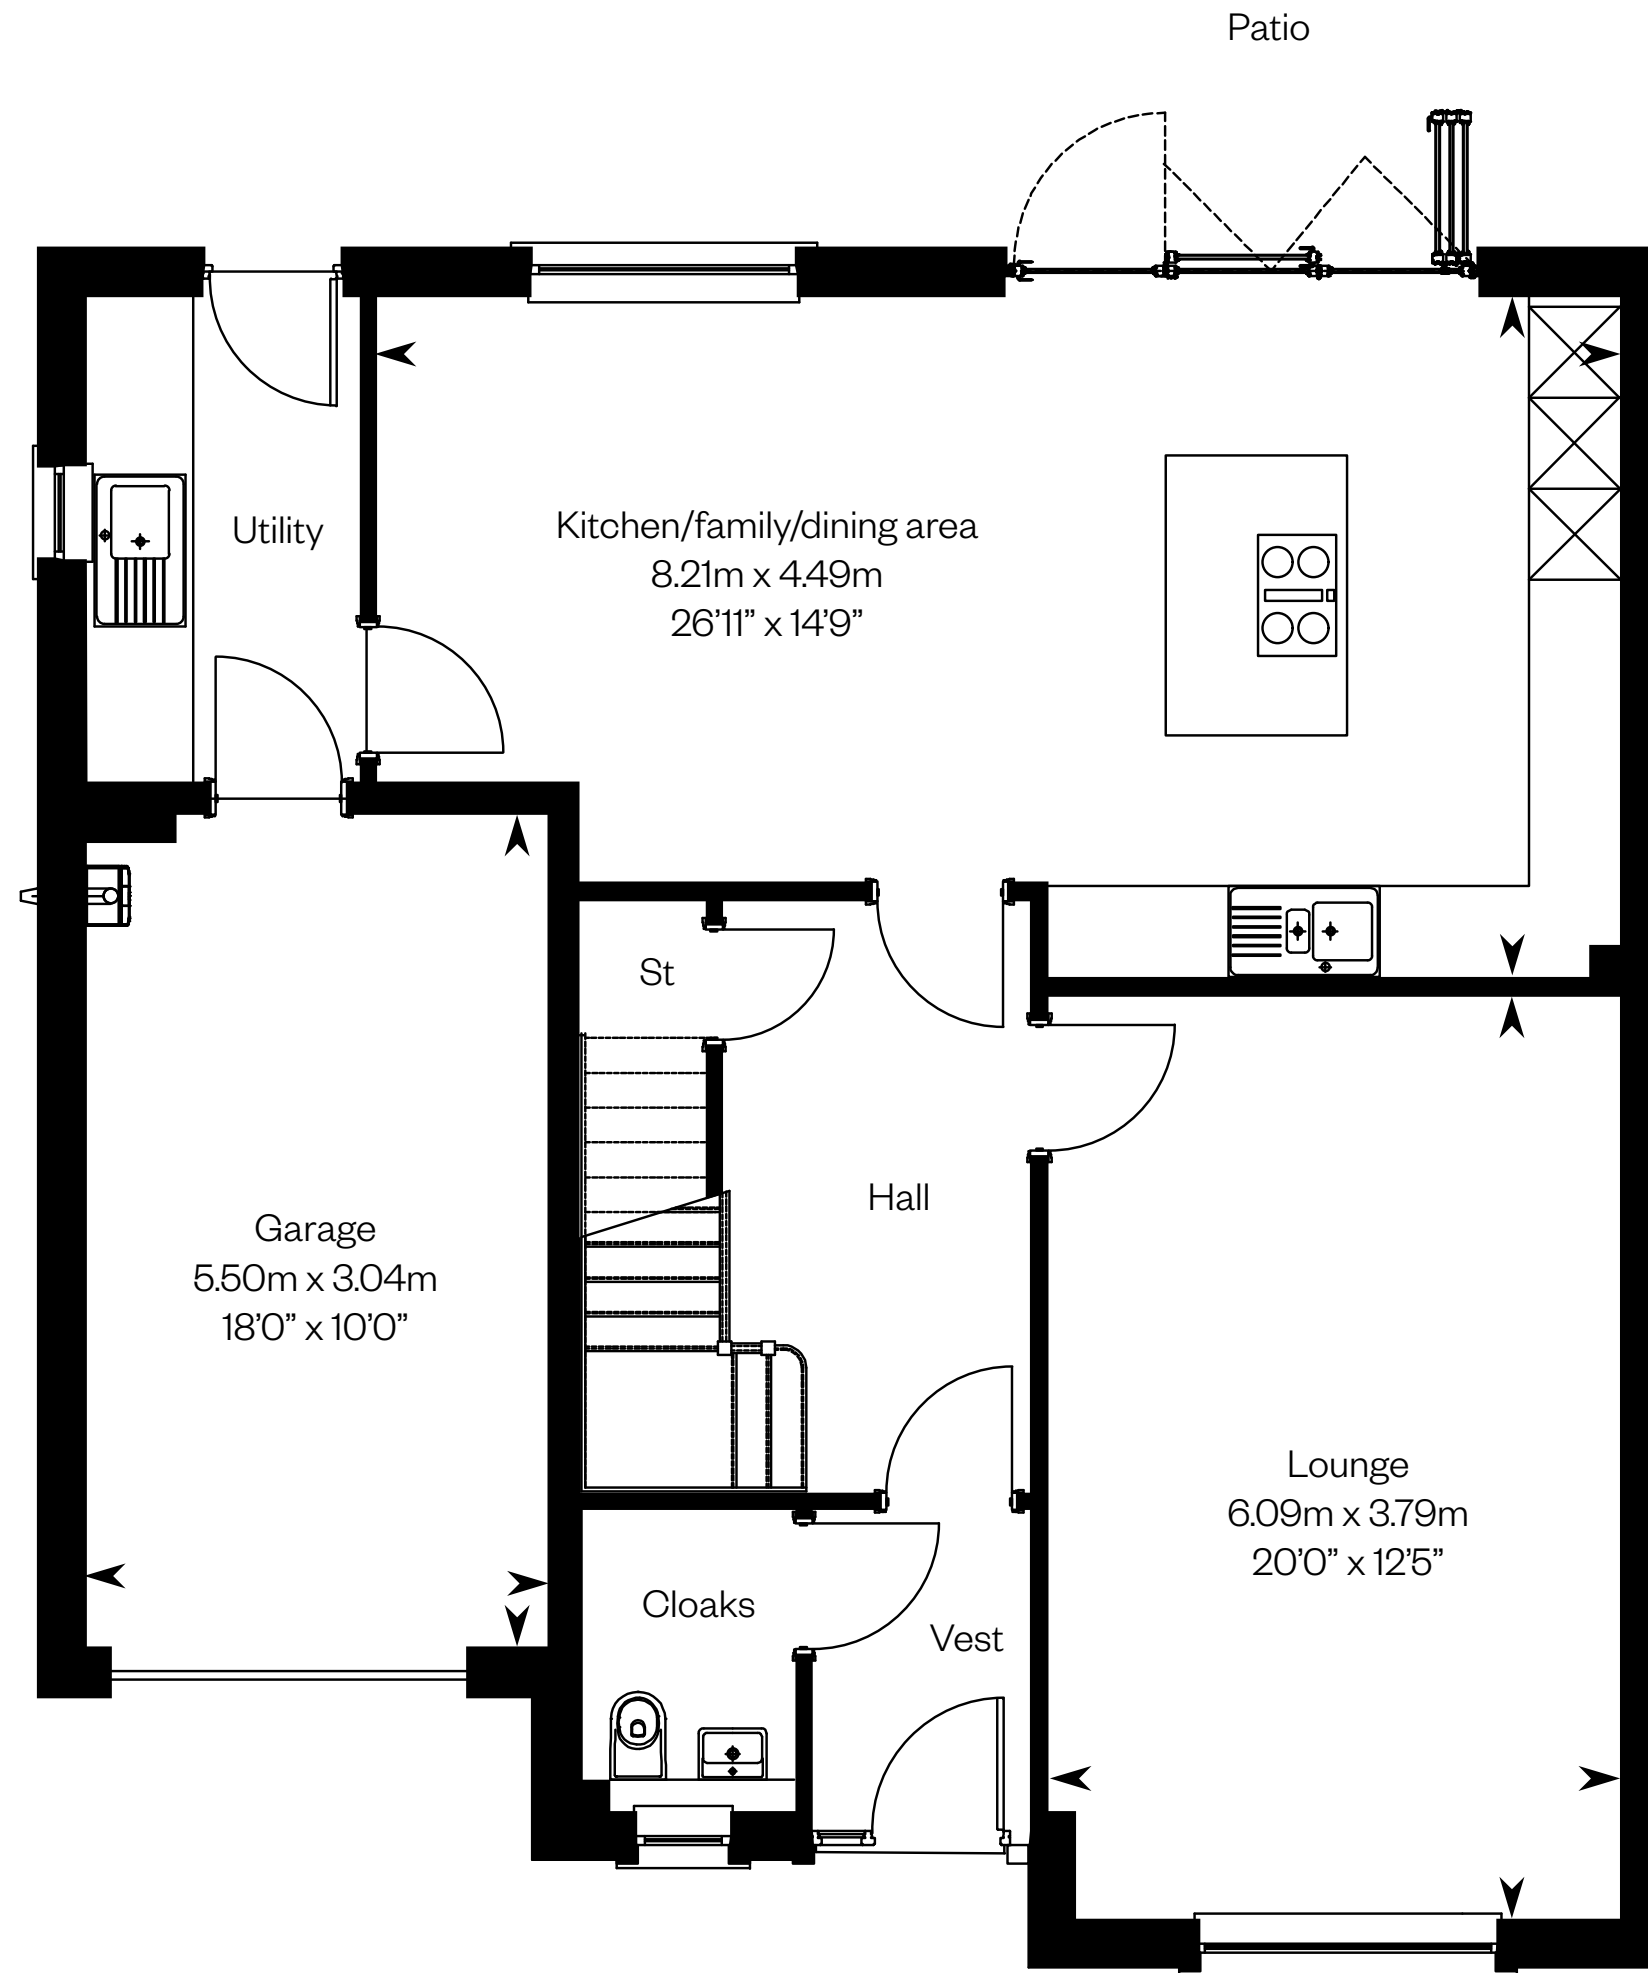 Patio
Utility
Kitchen/family/dining area
8.21m x 4.49m
26’11” x 14’9”
St
Hall
Garage
5.50m x 3.04m
18’0” x 10’0”
Lounge
6.09m x 3.79m
20’0” x 12’5”
Cloaks
Vest